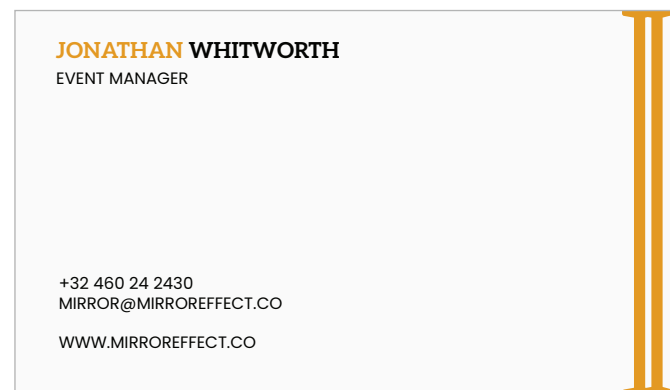 JONATHAN WHITWORTH
EVENT MANAGER
+32 460 24 2430
MIRROR@MIRROREFFECT.CO
WWW.MIRROREFFECT.CO